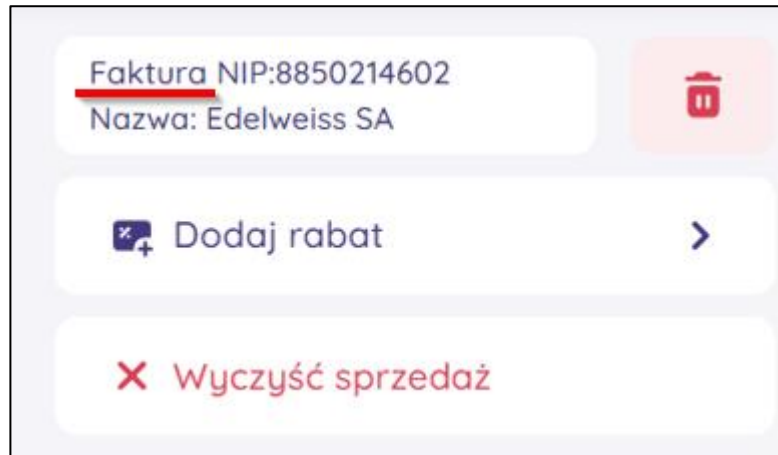 Faktura NIP:8850214602
Nazwa: Edelweiss SA
Dodaj rabat
Wyczyść sprzedaż